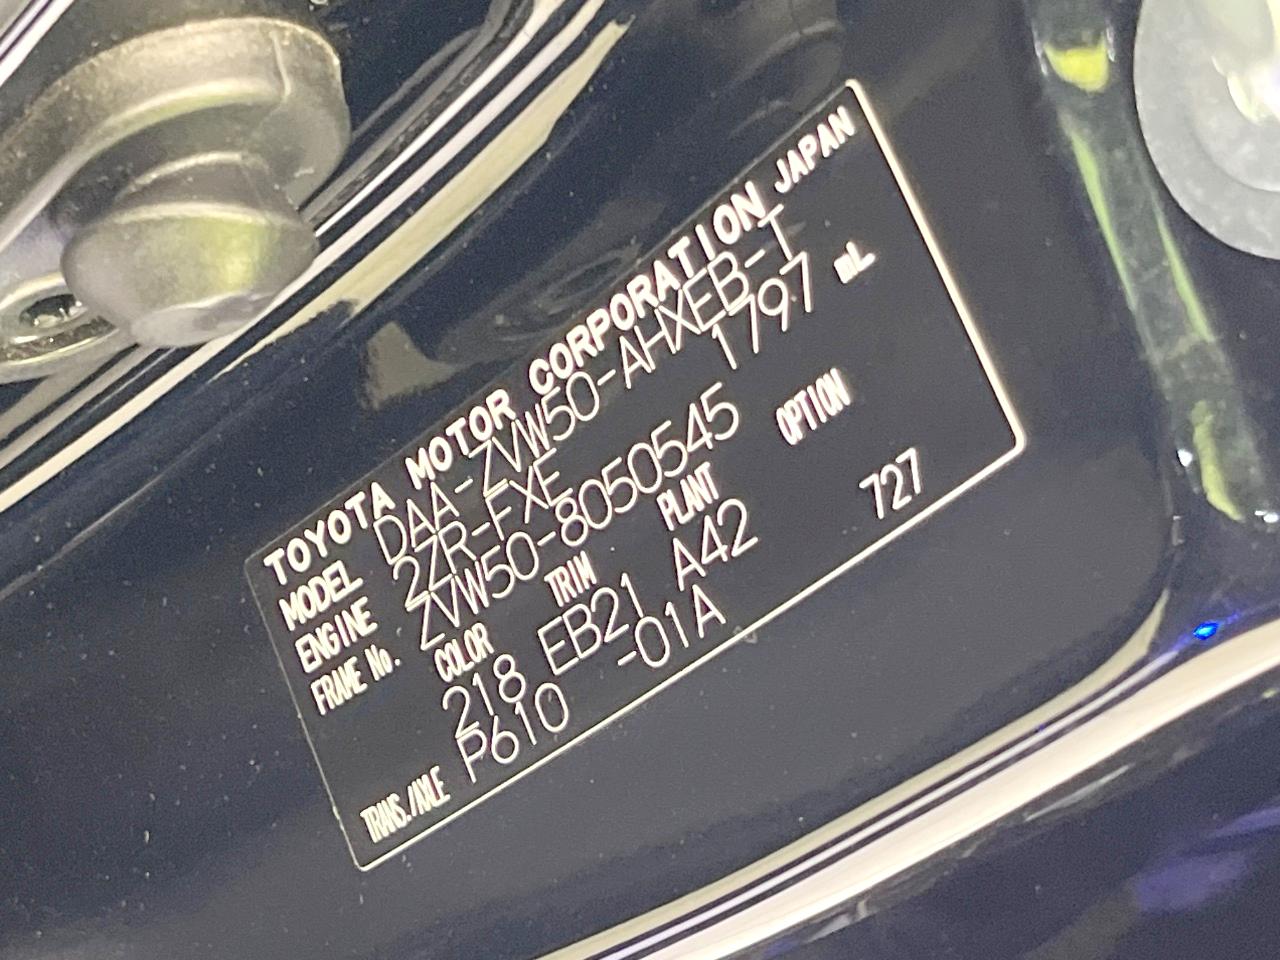 TOYOTA MOTOR CORPORATION JAPAN
MODEL DAA-ZVW50-AHXEB-T
ENGINE 2ZR-FXE 1797 mL
FRAME No. ZVW50-8050545
COLOR TRIM PLANT OPTION
218 EB21 A42 727
TRANS./AXLE P610 -01A